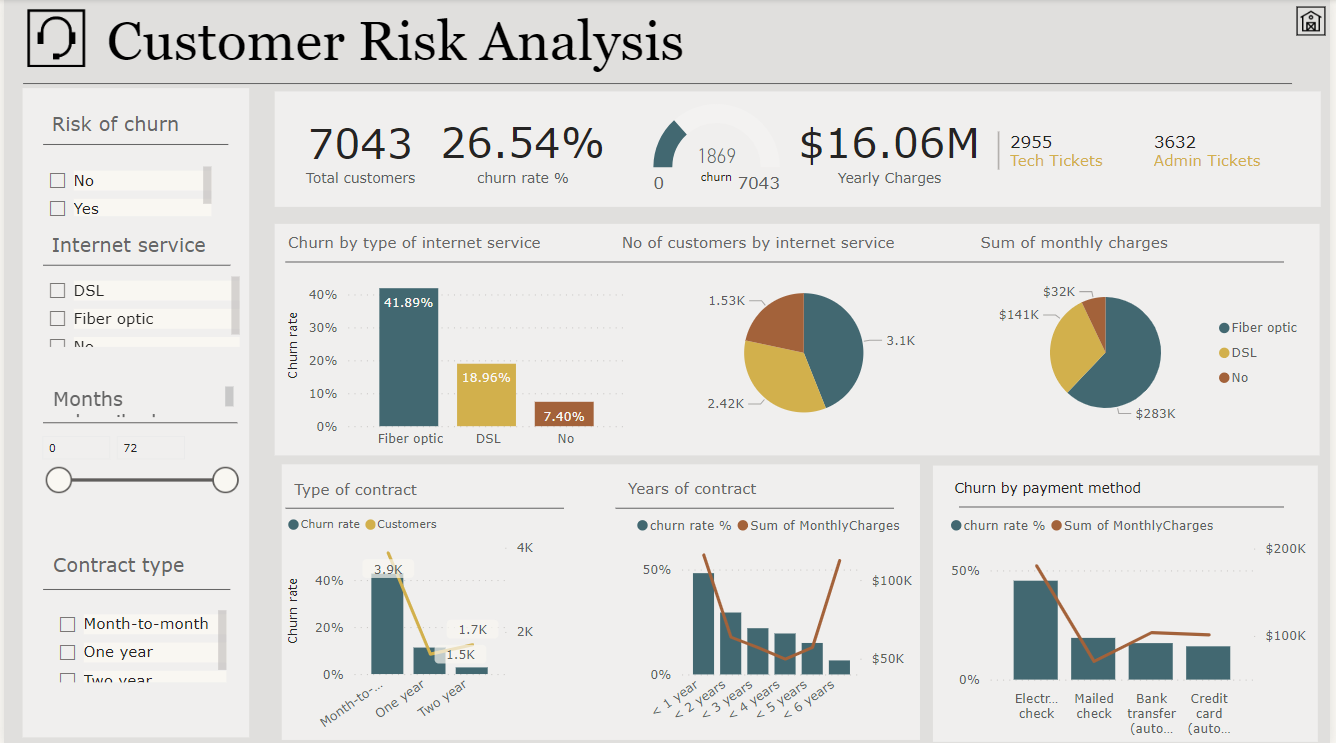 Customer Risk Analysis
Risk of churn
No
Yes
Internet service
DSL
Fiber optic
No
Months
0
72
Contract type
Month-to-month
One year
Two year
7043
Total customers
26.54%
churn rate %
1869
churn
0
7043
$16.06M
Yearly Charges
2955
Tech Tickets
3632
Admin Tickets
Churn by type of internet service
Churn rate
40%
30%
20%
10%
0%
41.89%
18.96%
7.40%
Fiber optic
DSL
No
No of customers by internet service
1.53K
3.1K
2.42K
Sum of monthly charges
$32K
$141K
$283K
Fiber optic
DSL
No
Type of contract
Churn rate
Customers
Churn rate
40%
20%
0%
4K
2K
3.9K
1.7K
1.5K
Month-to-...
One year
Two year
Years of contract
churn rate %
Sum of MonthlyCharges
50%
0%
$100K
$50K
< 1 year
< 2 years
< 3 years
< 4 years
< 5 years
< 6 years
Churn by payment method
churn rate %
Sum of MonthlyCharges
50%
0%
$200K
$100K
Electr...
check
Mailed
check
Bank
transfer
(auto...
Credit
card
(auto...